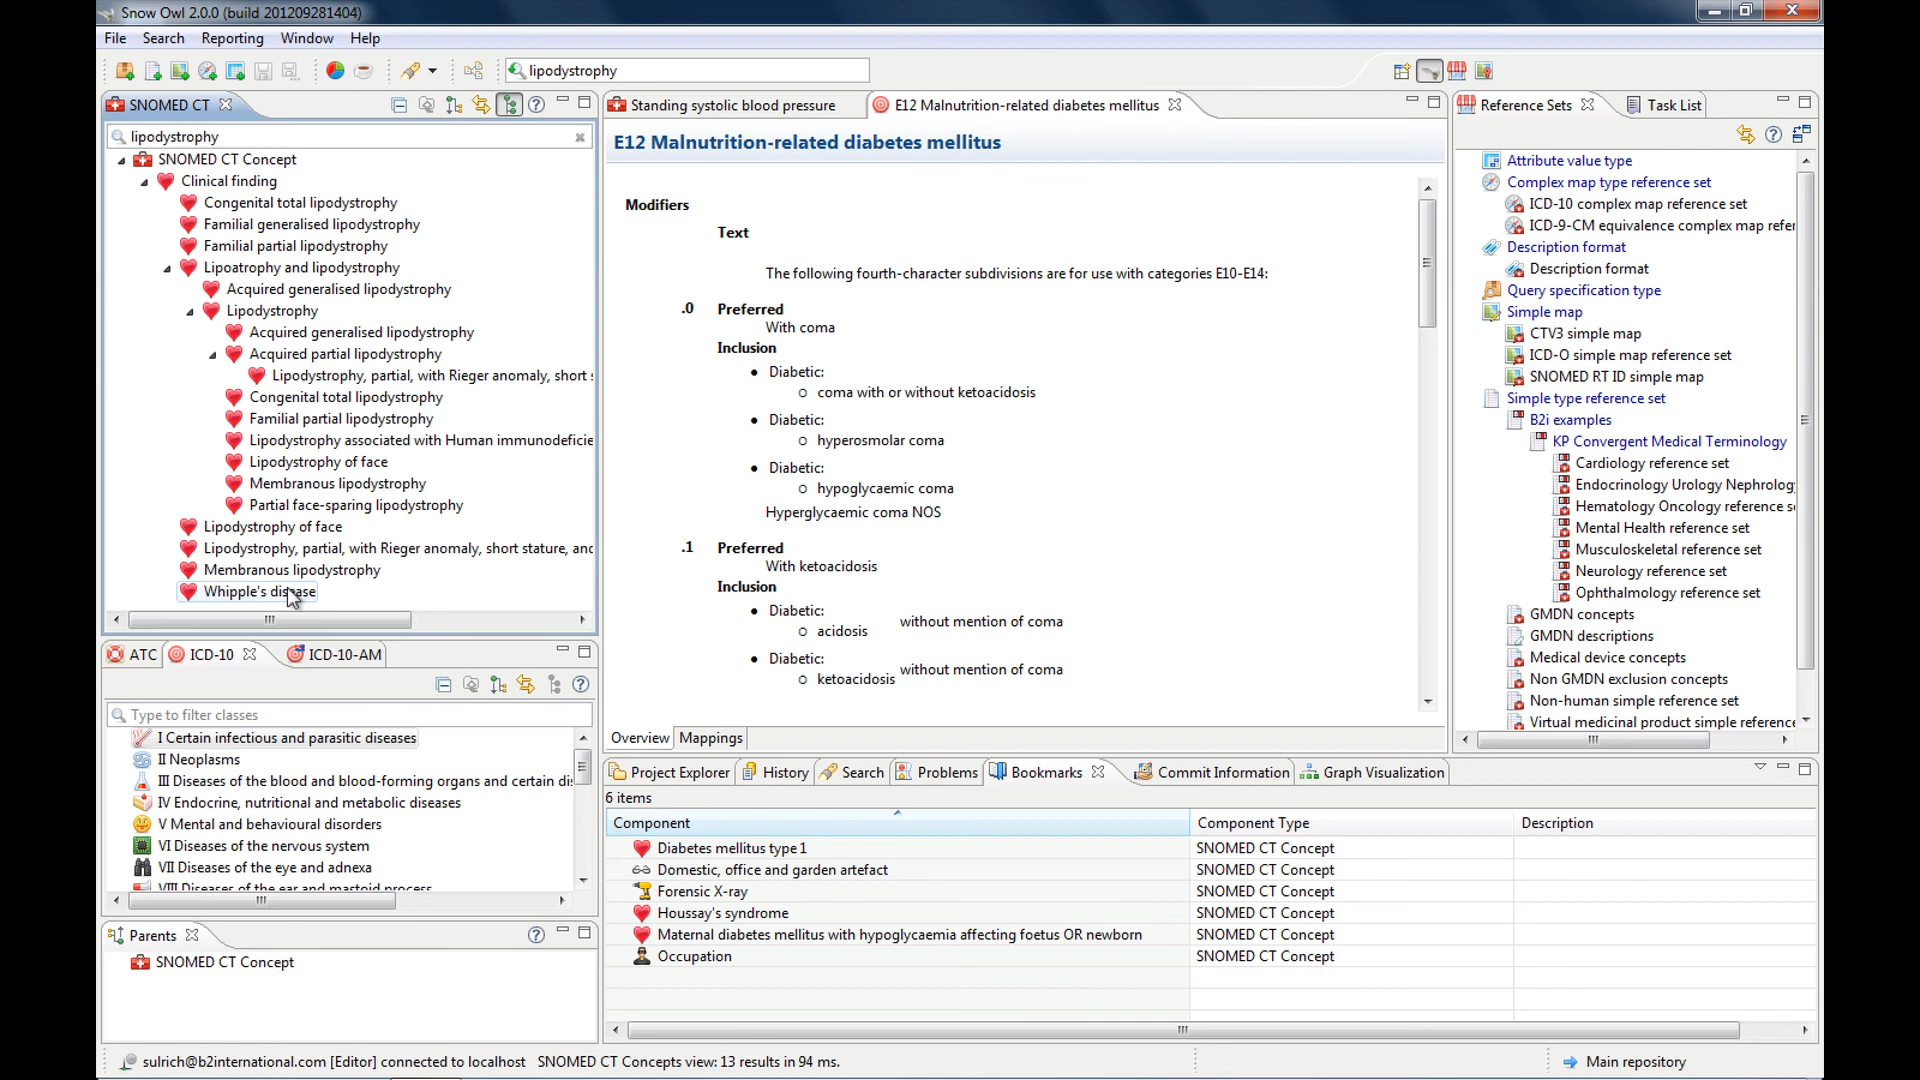 Snow Owl 2.0.0 (build 201209281404)
File Search Reporting Window Help
lipodystrophy
SNOMED CT
lipodystrophy
SNOMED CT Concept
Clinical finding
Congenital total lipodystrophy
Familial generalised lipodystrophy
Familial partial lipodystrophy
Lipoatrophy and lipodystrophy
Acquired generalised lipodystrophy
Lipodystrophy
Acquired generalised lipodystrophy
Acquired partial lipodystrophy
Lipodystrophy, partial, with Rieger anomaly, short s
Congenital total lipodystrophy
Familial partial lipodystrophy
Lipodystrophy associated with Human immunodeficie
Lipodystrophy of face
Membranous lipodystrophy
Partial face-sparing lipodystrophy
Lipodystrophy of face
Lipodystrophy, partial, with Rieger anomaly, short stature, and
Membranous lipodystrophy
Whipple's disease
ATC ICD-10 ICD-10-AM
Type to filter classes
I Certain infectious and parasitic diseases
II Neoplasms
III Diseases of the blood and blood-forming organs and certain dis
IV Endocrine, nutritional and metabolic diseases
V Mental and behavioural disorders
VI Diseases of the nervous system
VII Diseases of the eye and adnexa
VIII Diseases of the ear and mastoid process
Parents
SNOMED CT Concept
Standing systolic blood pressure E12 Malnutrition-related diabetes mellitus
E12 Malnutrition-related diabetes mellitus
Modifiers
Text
The following fourth-character subdivisions are for use with categories E10-E14:
.0 Preferred
With coma
Inclusion
• Diabetic:
○ coma with or without ketoacidosis
• Diabetic:
○ hyperosmolar coma
• Diabetic:
○ hypoglycaemic coma
Hyperglycaemic coma NOS
.1 Preferred
With ketoacidosis
Inclusion
• Diabetic:
○ acidosis without mention of coma
• Diabetic:
○ ketoacidosis without mention of coma
Overview Mappings
Project Explorer History Search Problems Bookmarks Commit Information Graph Visualization
6 items
Component Component Type Description
Diabetes mellitus type 1 SNOMED CT Concept
Domestic, office and garden artefact SNOMED CT Concept
Forensic X-ray SNOMED CT Concept
Houssay's syndrome SNOMED CT Concept
Maternal diabetes mellitus with hypoglycaemia affecting foetus OR newborn SNOMED CT Concept
Occupation SNOMED CT Concept
Reference Sets Task List
Attribute value type
Complex map type reference set
ICD-10 complex map reference set
ICD-9-CM equivalence complex map refer
Description format
Description format
Query specification type
Simple map
CTV3 simple map
ICD-O simple map reference set
SNOMED RT ID simple map
Simple type reference set
B2i examples
KP Convergent Medical Terminology
Cardiology reference set
Endocrinology Urology Nephrolog
Hematology Oncology reference s
Mental Health reference set
Musculoskeletal reference set
Neurology reference set
Ophthalmology reference set
GMDN concepts
GMDN descriptions
Medical device concepts
Non GMDN exclusion concepts
Non-human simple reference set
Virtual medicinal product simple reference
sulrich@b2international.com [Editor] connected to localhost SNOMED CT Concepts view: 13 results in 94 ms.
Main repository